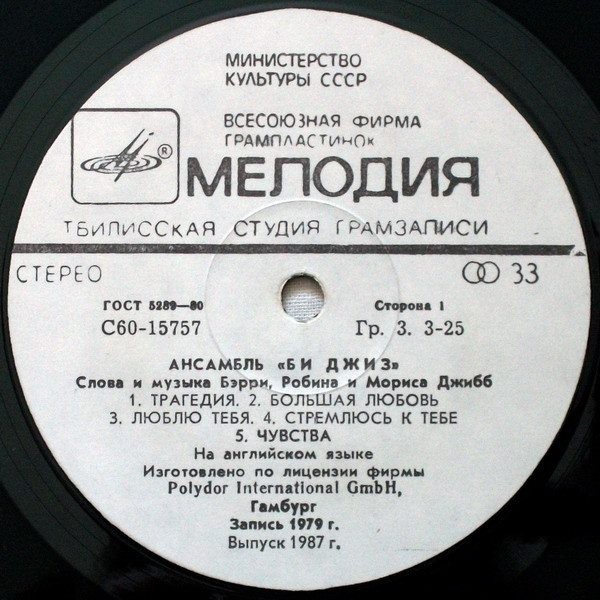 МИНИСТЕРСТВО
КУЛЬТУРЫ СССР
ВСЕСОЮЗНАЯ ФИРМА
ГРАМПЛАСТИНОК
®
МЕЛОДИЯ
ТБИЛИССКАЯ СТУДИЯ ГРАМЗАПИСИ
СТЕРЕО
33
ГОСТ 5289—80
Сторона 1
С60-15757
Гр. 3. 3-25
АНСАМБЛЬ «БИ ДЖИЗ»
Слова и музыка Бэрри, Робина и Мориса Джибб
1. ТРАГЕДИЯ. 2. БОЛЬШАЯ ЛЮБОВЬ
3. ЛЮБЛЮ ТЕБЯ. 4. СТРЕМЛЮСЬ К ТЕБЕ
5. ЧУВСТВА
На английском языке
Изготовлено по лицензии фирмы
Polydor International GmbH,
Гамбург
Запись 1979 г.
Выпуск 1987 г.